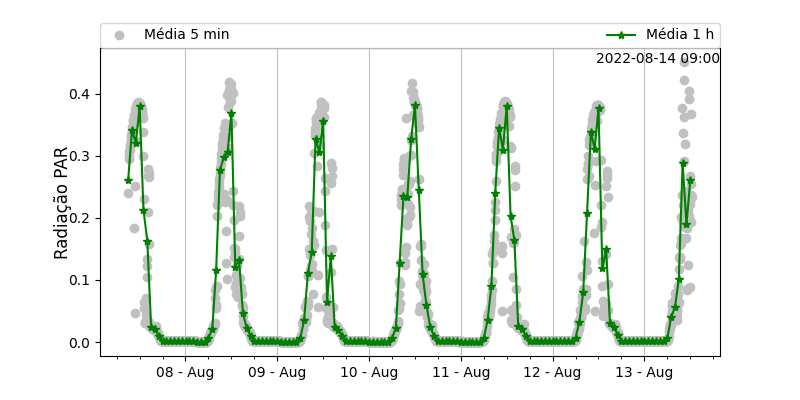 Média 5 min
Média 1 h
2022-08-14 09:00
Radiação PAR
0.4
0.3
0.2
0.1
0.0
08 - Aug
09 - Aug
10 - Aug
11 - Aug
12 - Aug
13 - Aug